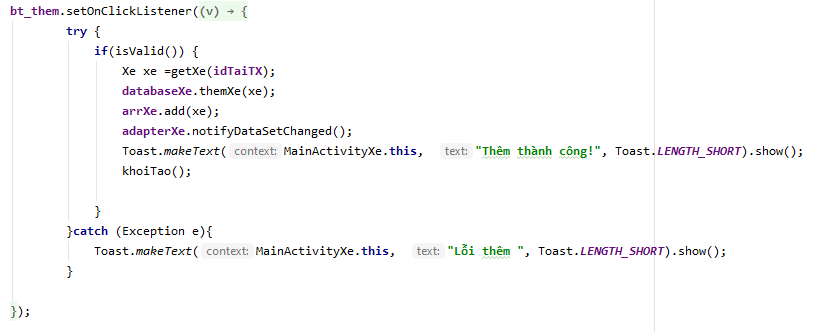 bt_them.setOnClickListener((v) → {
try {
if(isValid()) {
Xe xe =getXe(idTaiTX);
databaseXe.themXe(xe);
arrXe.add(xe);
adapterXe.notifyDataSetChanged();
Toast.makeText( context: MainActivityXe.this,  text: "Thêm thành công!", Toast.LENGTH_SHORT).show();
khoiTao();
}
}catch (Exception e){
Toast.makeText( context: MainActivityXe.this,  text: "Lỗi thêm ", Toast.LENGTH_SHORT).show();
}
});